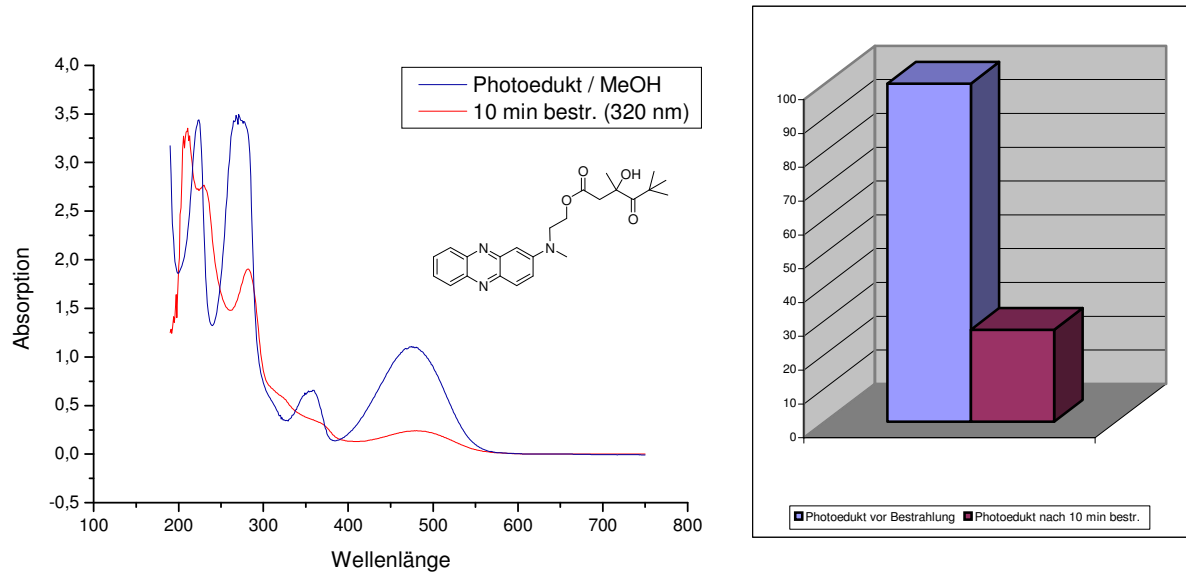 4,0
3,5
3,0
2,5
2,0
1,5
1,0
0,5
0,0
-0,5
Absorption
100 200 300 400 500 600 700 800
Wellenlänge
Photoedukt / MeOH
10 min bestr. (320 nm)
O
OH
O
O
N
N
N
100
90
80
70
60
50
40
30
20
10
0
Photoedukt vor Bestrahlung Photoedukt nach 10 min bestr.